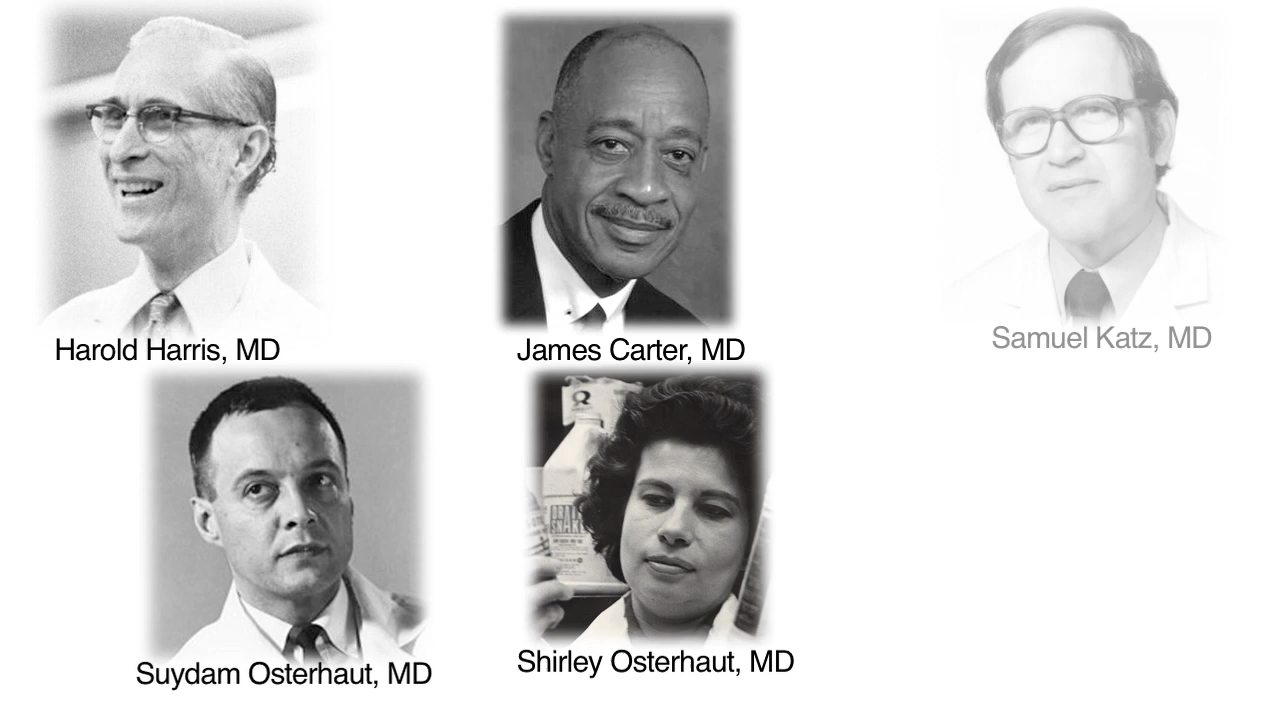 Harold Harris, MD
James Carter, MD
Samuel Katz, MD
Suydam Osterhaut, MD
Shirley Osterhaut, MD